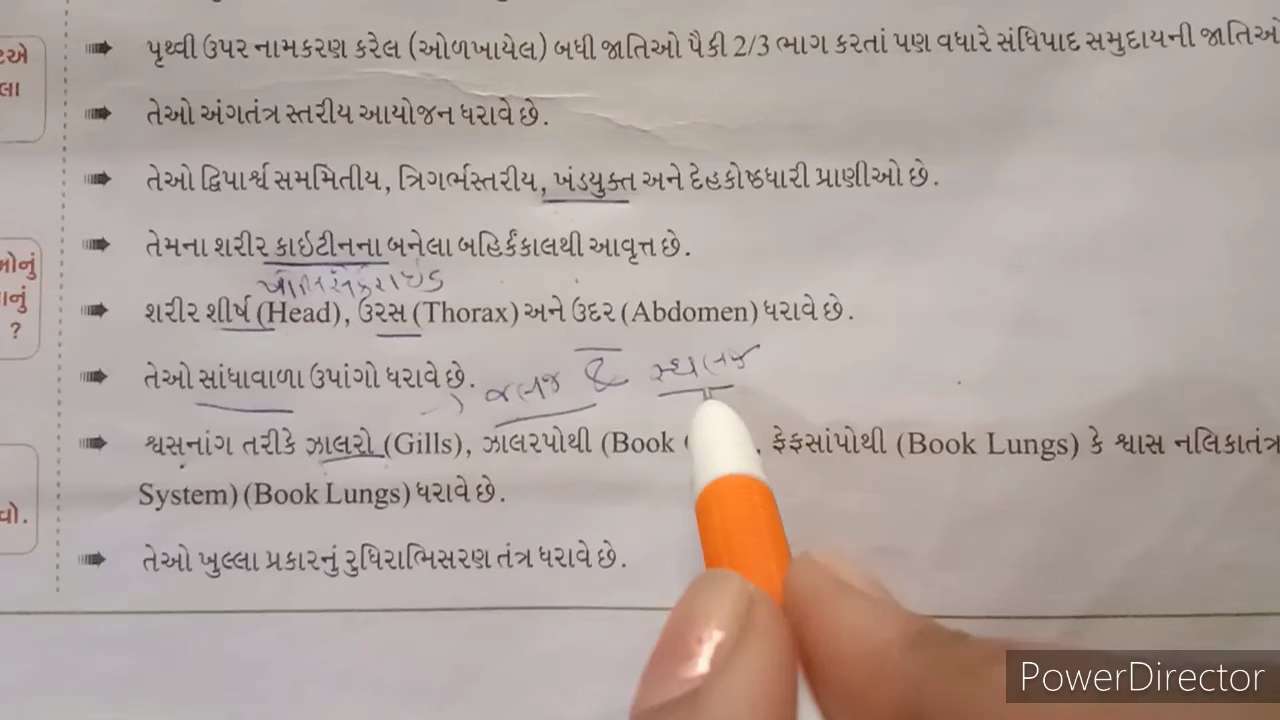 પૃથ્વી ઉપર નામકરણ કરેલ (ઓળખાયેલ) બધી જાતિઓ પૈકી 2/3 ભાગ કરતાં પણ વધારે સંધિપાદ સમુદાયની જાતિઓ
તેઓ અંગતંત્ર સ્તરીય આયોજન ધરાવે છે.
તેઓ દ્વિપાર્શ્વ સમમિતીય, ત્રિગર્ભસ્તરીય, ખંડયુક્ત અને દેહકોષ્ઠધારી પ્રાણીઓ છે.
તેમના શરીર કાઇટીનના બનેલા બહિર્કંકાલથી આવૃત્ત છે.
શરીર શીર્ષ (Head), ઉરસ (Thorax) અને ઉદર (Abdomen) ધરાવે છે.
તેઓ સાંધાવાળા ઉપાંગો ધરાવે છે.
જલજ & સ્થલજ
શ્વસનાંગ તરીકે ઝાલરો (Gills), ઝાલરપોથી (Book ફેફસાંપોથી (Book Lungs) કે શ્વાસ નલિકાતંત્ર
System) (Book Lungs) ધરાવે છે.
તેઓ ખુલ્લા પ્રકારનું રુધિરાભિસરણ તંત્ર ધરાવે છે.
?
PowerDirector